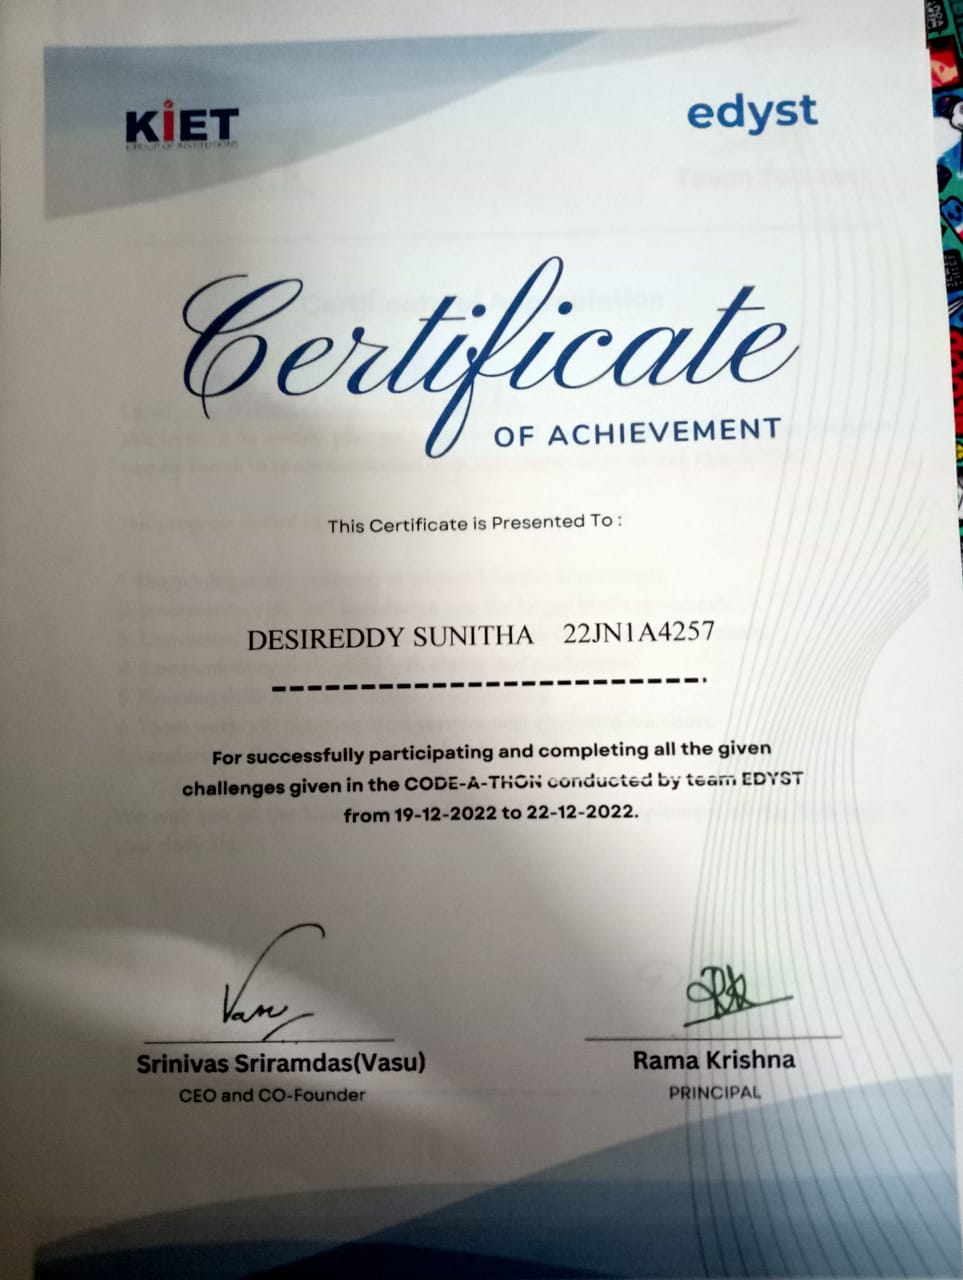 KiET
GROUP OF INSTITUTIONS
edyst
Certificate
OF ACHIEVEMENT
This Certificate is Presented To :
DESIREDDY SUNITHA 22JN1A4257
For successfully participating and completing all the given
challenges given in the CODE-A-THON conducted by team EDYST
from 19-12-2022 to 22-12-2022.
Vasu
Srinivas Sriramdas(Vasu)
CEO and CO-Founder
Rama Krishna
PRINCIPAL